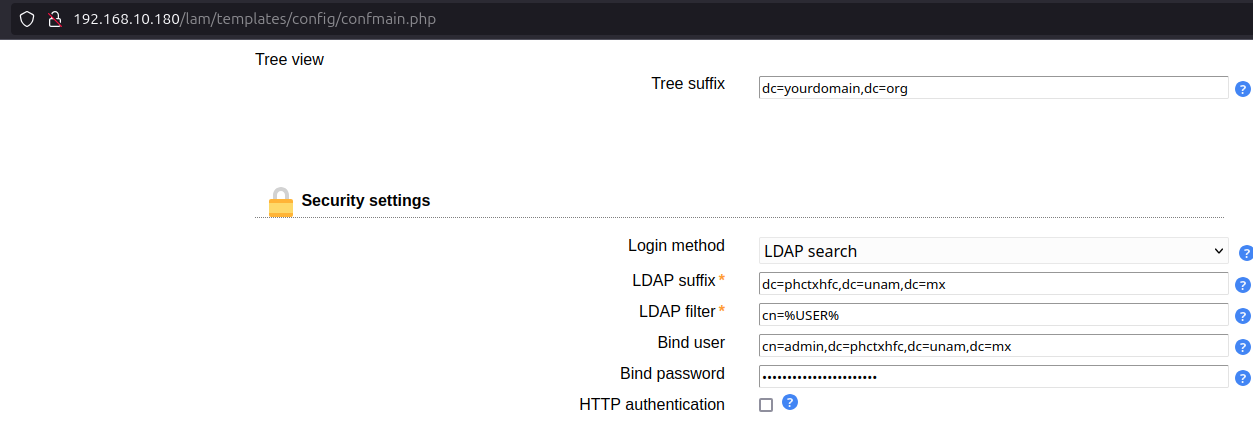 192.168.10.180/lam/templates/config/confmain.php
Tree view
Tree suffix dc=yourdomain,dc=org ?
Security settings
Login method LDAP search ?
LDAP suffix * dc=phctxhfc,dc=unam,dc=mx ?
LDAP filter * cn=%USER% ?
Bind user cn=admin,dc=phctxhfc,dc=unam,dc=mx ?
Bind password ••••••••••••••••••••••• ?
HTTP authentication ?